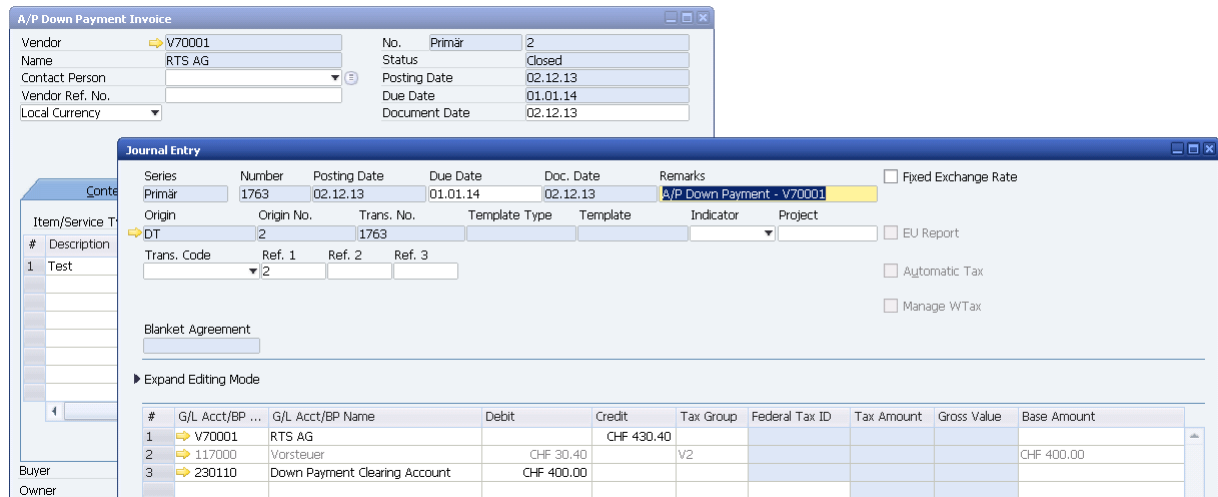 A/P Down Payment Invoice
Vendor V70001 No. Primär 2
Name RTS AG Status Closed
Contact Person Posting Date 02.12.13
Vendor Ref. No. Due Date 01.01.14
Local Currency Document Date 02.12.13
Journal Entry
Series Number Posting Date Due Date Doc. Date Remarks Fixed Exchange Rate
Primär 1763 02.12.13 01.01.14 02.12.13 A/P Down Payment - V70001
Conte
Origin Origin No. Trans. No. Template Type Template Indicator Project
Item/Service T
DT 2 1763 EU Report
# Description
Trans. Code Ref. 1 Ref. 2 Ref. 3
1 Test
2 Automatic Tax
Manage WTax
Blanket Agreement
Expand Editing Mode
# G/L Acct/BP ... G/L Acct/BP Name Debit Credit Tax Group Federal Tax ID Tax Amount Gross Value Base Amount
1 V70001 RTS AG CHF 430.40
2 117000 Vorsteuer CHF 30.40 V2 CHF 400.00
Buyer
3 230110 Down Payment Clearing Account CHF 400.00
Owner